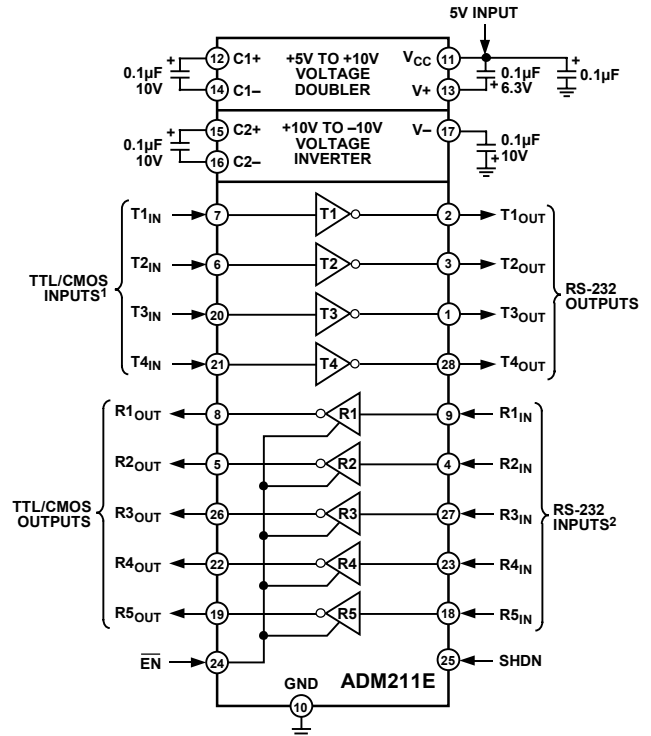 5V INPUT
12 C1+ +5V TO +10V VOLTAGE DOUBLER VCC 11
0.1µF 10V
14 C1– V+ 13
+ 0.1µF + 6.3V
+ 0.1µF
15 C2+ +10V TO –10V VOLTAGE INVERTER V– 17
+ 0.1µF 10V
16 C2–
0.1µF + 10V
T1IN 7 T1 2 T1OUT
T2IN 6 T2 3 T2OUT
TTL/CMOS INPUTS1
RS-232 OUTPUTS
T3IN 20 T3 1 T3OUT
T4IN 21 T4 28 T4OUT
R1OUT 8 R1 9 R1IN
R2OUT 5 R2 4 R2IN
TTL/CMOS OUTPUTS
R3OUT 26 R3 27 R3IN
RS-232 INPUTS2
R4OUT 22 R4 23 R4IN
R5OUT 19 R5 18 R5IN
EN 24 25 SHDN
GND ADM211E
10